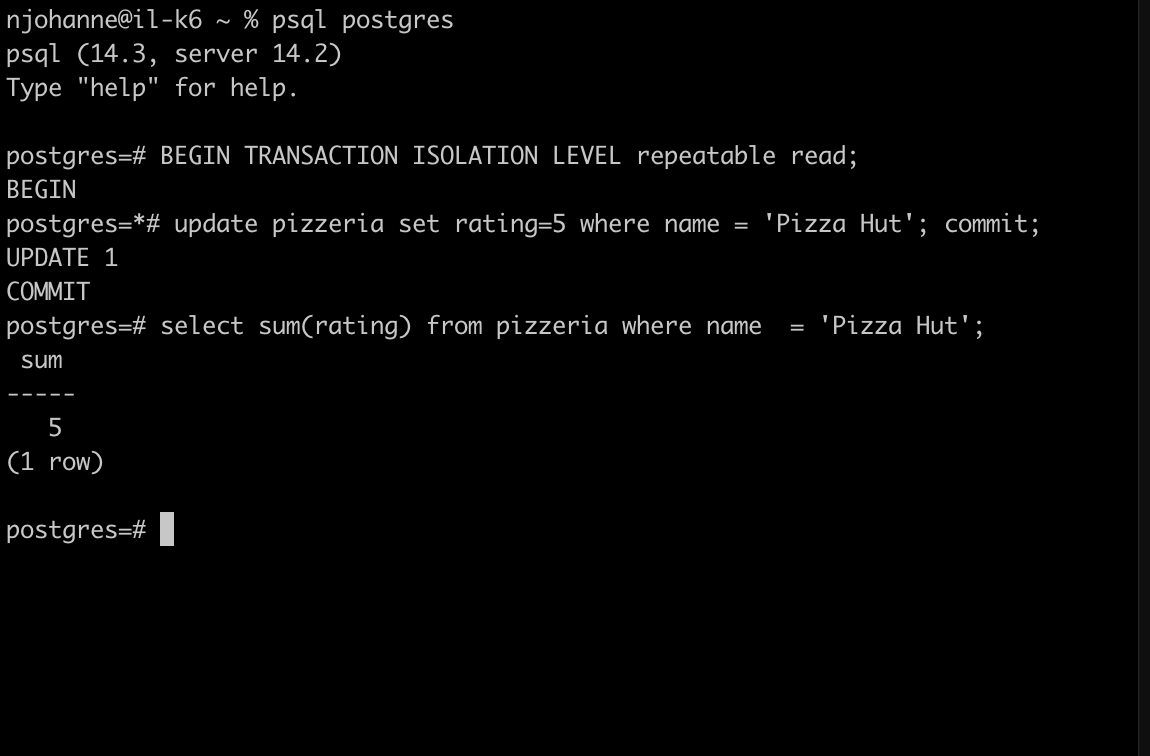 njohanne@il-k6 ~ % psql postgres
psql (14.3, server 14.2)
Type "help" for help.

postgres=# BEGIN TRANSACTION ISOLATION LEVEL repeatable read;
BEGIN
postgres=*# update pizzeria set rating=5 where name = 'Pizza Hut'; commit;
UPDATE 1
COMMIT
postgres=# select sum(rating) from pizzeria where name  = 'Pizza Hut';
 sum
-----
   5
(1 row)

postgres=#